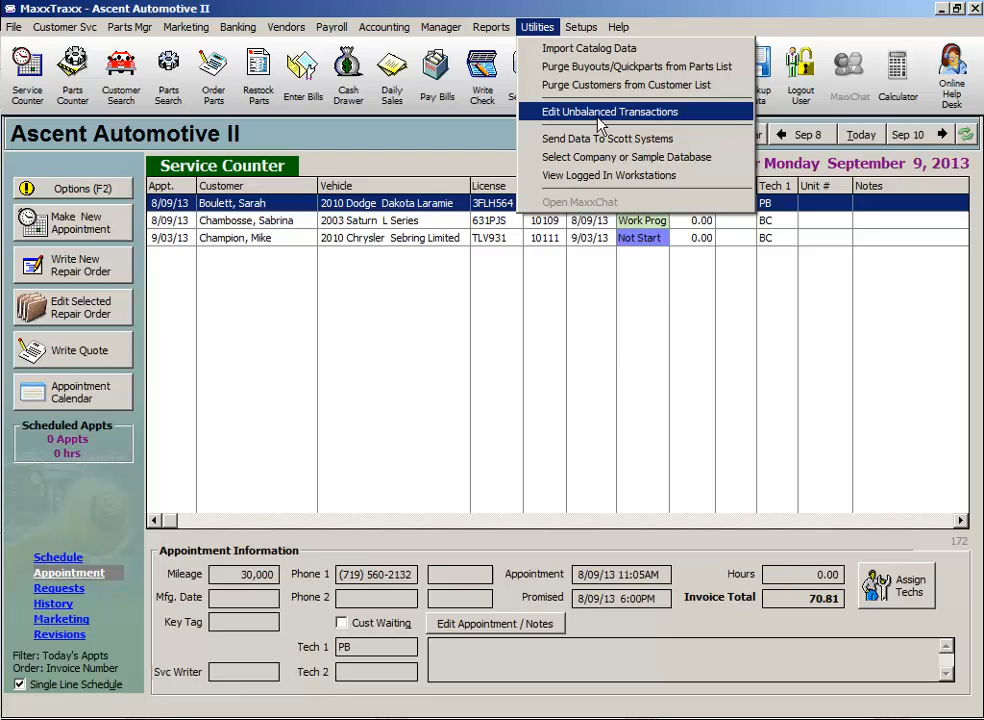 MaxxTraxx - Ascent Automotive II
File Customer Svc Parts Mgr Marketing Banking Vendors Payroll Accounting Manager Reports Utilities Setups Help
Service Counter
Parts Counter
Customer Search
Parts Search
Order Parts
Restock Parts
Enter Bills
Cash Drawer
Daily Sales
Pay Bills
Write Check
Logout User
MaxxChat
Calculator
Online Help Desk
Import Catalog Data
Purge Buyouts/Quickparts from Parts List
Purge Customers from Customer List
Edit Unbalanced Transactions
Send Data To Scott Systems
Select Company or Sample Database
View Logged In Workstations
Open MaxxChat
Ascent Automotive II
Sep 8 Today Sep 10
Service Counter
Monday September 9, 2013
Appt. Customer Vehicle License Tech 1 Unit # Notes
8/09/13 Boulett, Sarah 2010 Dodge Dakota Laramie 3FLH564 PB
8/09/13 Chambosse, Sabrina 2003 Saturn L Series 631PJS 10109 8/09/13 Work Prog 0.00 BC
9/03/13 Champion, Mike 2010 Chrysler Sebring Limited TLV931 10111 9/03/13 Not Start 0.00 BC
Options (F2)
Make New Appointment
Write New Repair Order
Edit Selected Repair Order
Write Quote
Appointment Calendar
Scheduled Appts
0 Appts
0 hrs
Schedule
Appointment
Requests
History
Marketing
Revisions
Filter: Today's Appts
Order: Invoice Number
Single Line Schedule
172
Appointment Information
Mileage 30,000 Phone 1 (719) 560-2132 Appointment 8/09/13 11:05AM Hours 0.00
Mfg. Date Phone 2 Promised 8/09/13 6:00PM Invoice Total 70.81
Key Tag Cust Waiting Edit Appointment / Notes
Tech 1 PB
Svc Writer Tech 2
Assign Techs